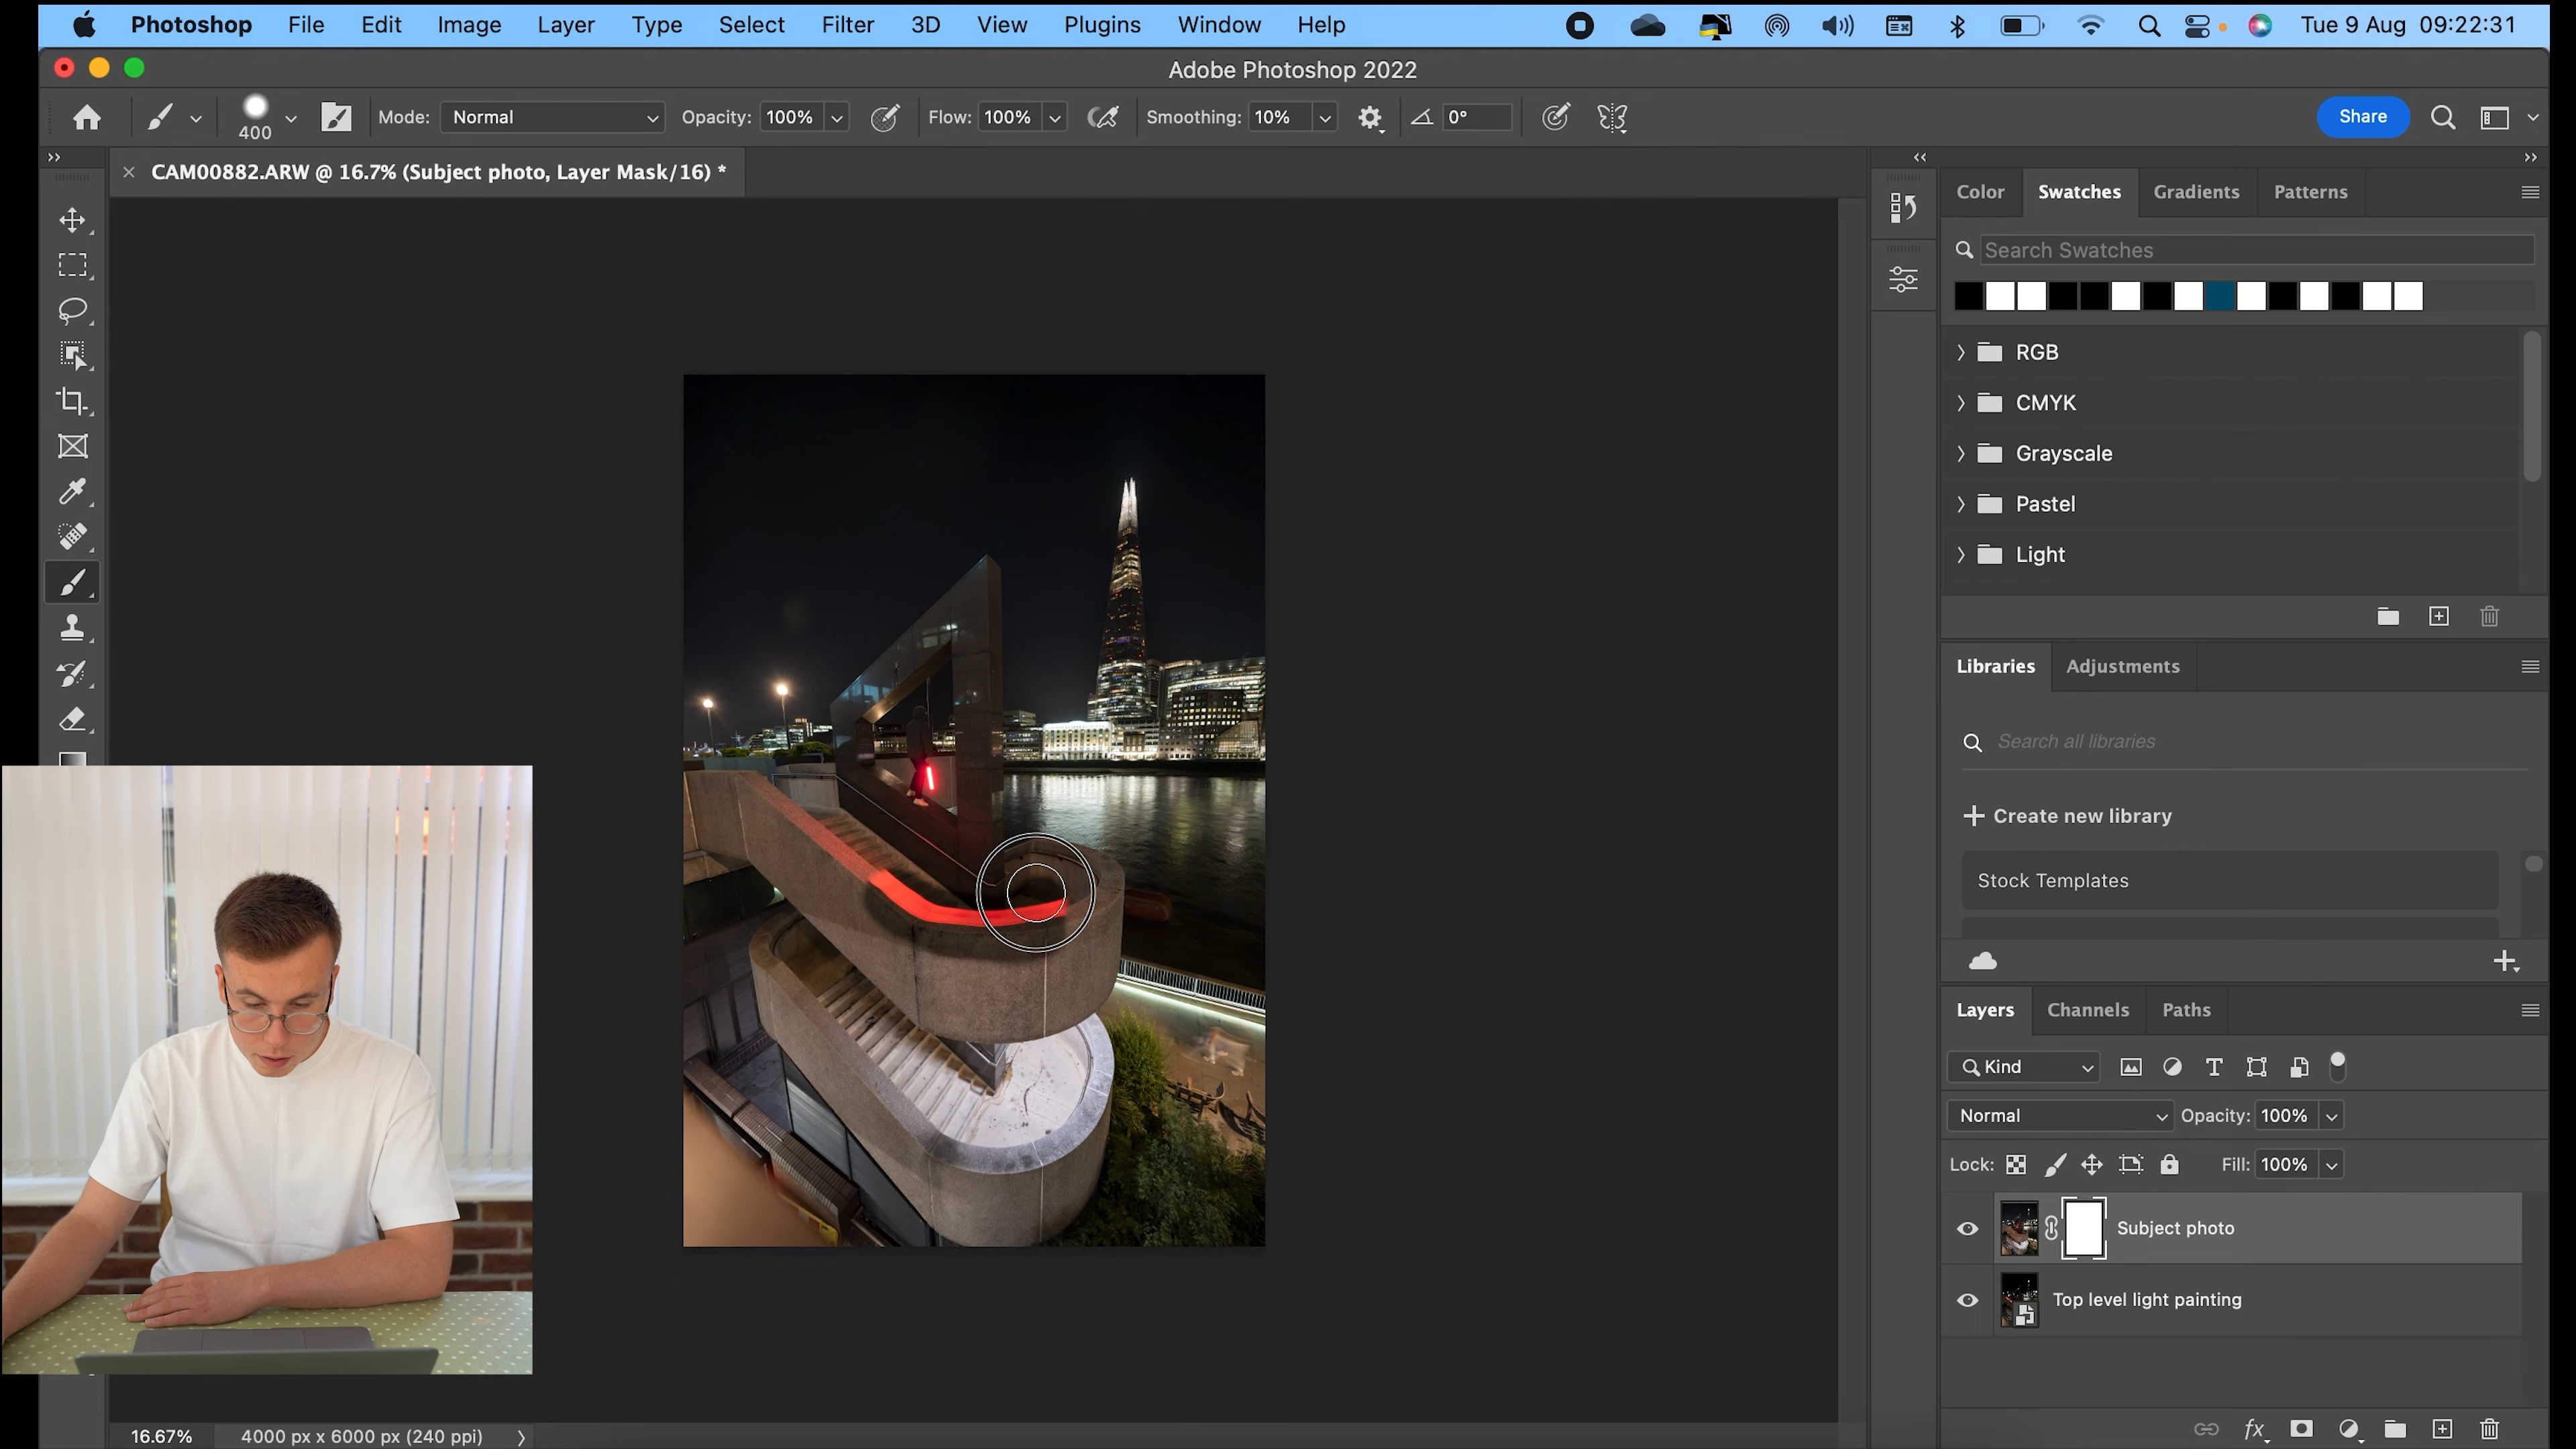 Photoshop File Edit Image Layer Type Select Filter 3D View Plugins Window Help Tue 9 Aug 09:22:31
Adobe Photoshop 2022
400 Mode: Normal Opacity: 100% Flow: 100% Smoothing: 10% 0° Share
CAM00882.ARW @ 16.7% (Subject photo, Layer Mask/16) *
Color Swatches Gradients Patterns
Search Swatches
RGB
CMYK
Grayscale
Pastel
Light
Libraries Adjustments
Search all libraries
Create new library
Stock Templates
Layers Channels Paths
Kind
Normal Opacity: 100%
Lock: Fill: 100%
Subject photo
Top level light painting
fx
16.67% 4000 px x 6000 px (240 ppi)